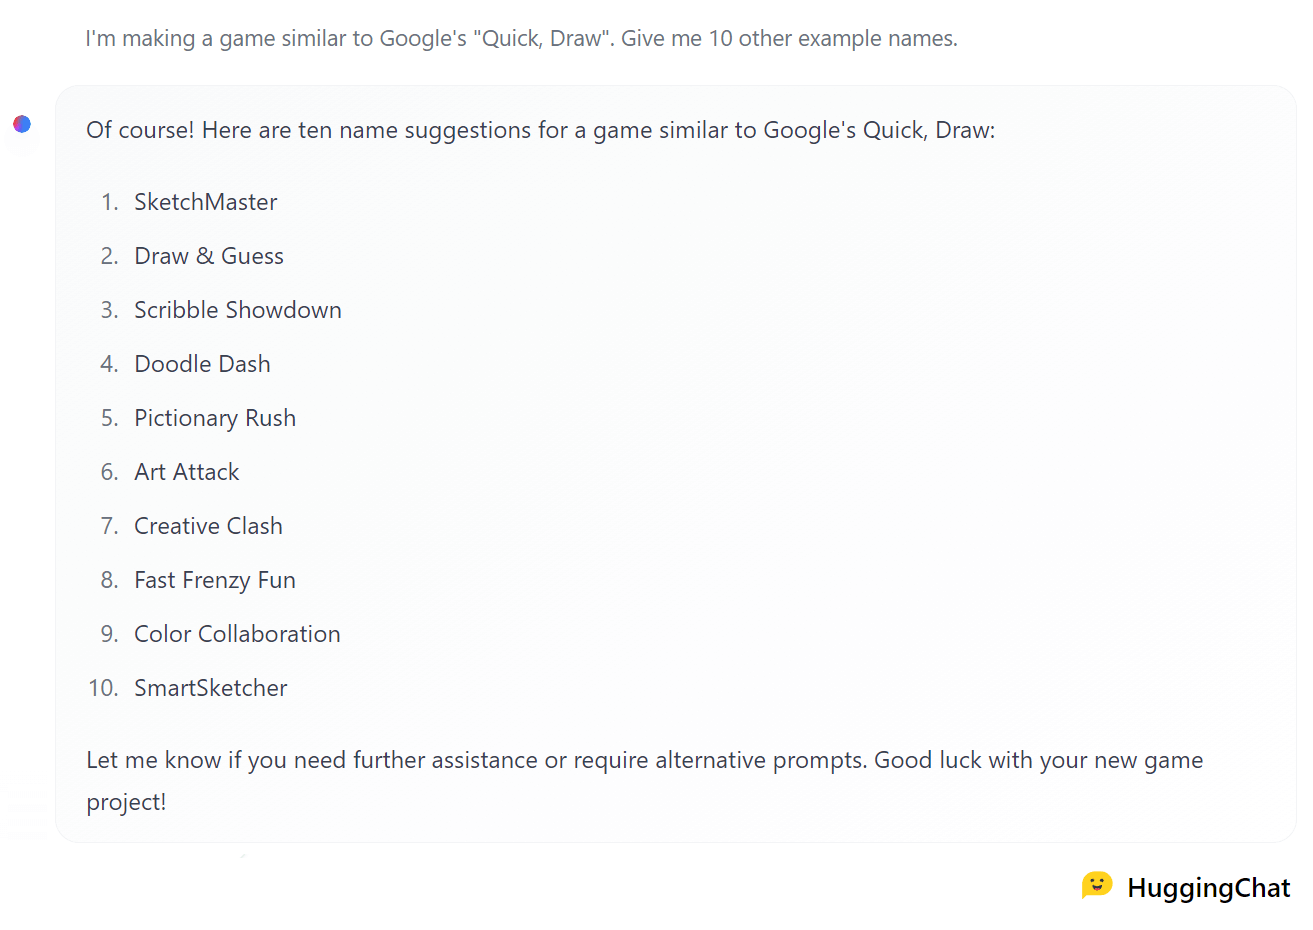 I'm making a game similar to Google's "Quick, Draw". Give me 10 other example names.
Of course! Here are ten name suggestions for a game similar to Google's Quick, Draw:
1. SketchMaster
2. Draw & Guess
3. Scribble Showdown
4. Doodle Dash
5. Pictionary Rush
6. Art Attack
7. Creative Clash
8. Fast Frenzy Fun
9. Color Collaboration
10. SmartSketcher
Let me know if you need further assistance or require alternative prompts. Good luck with your new game
project!
HuggingChat